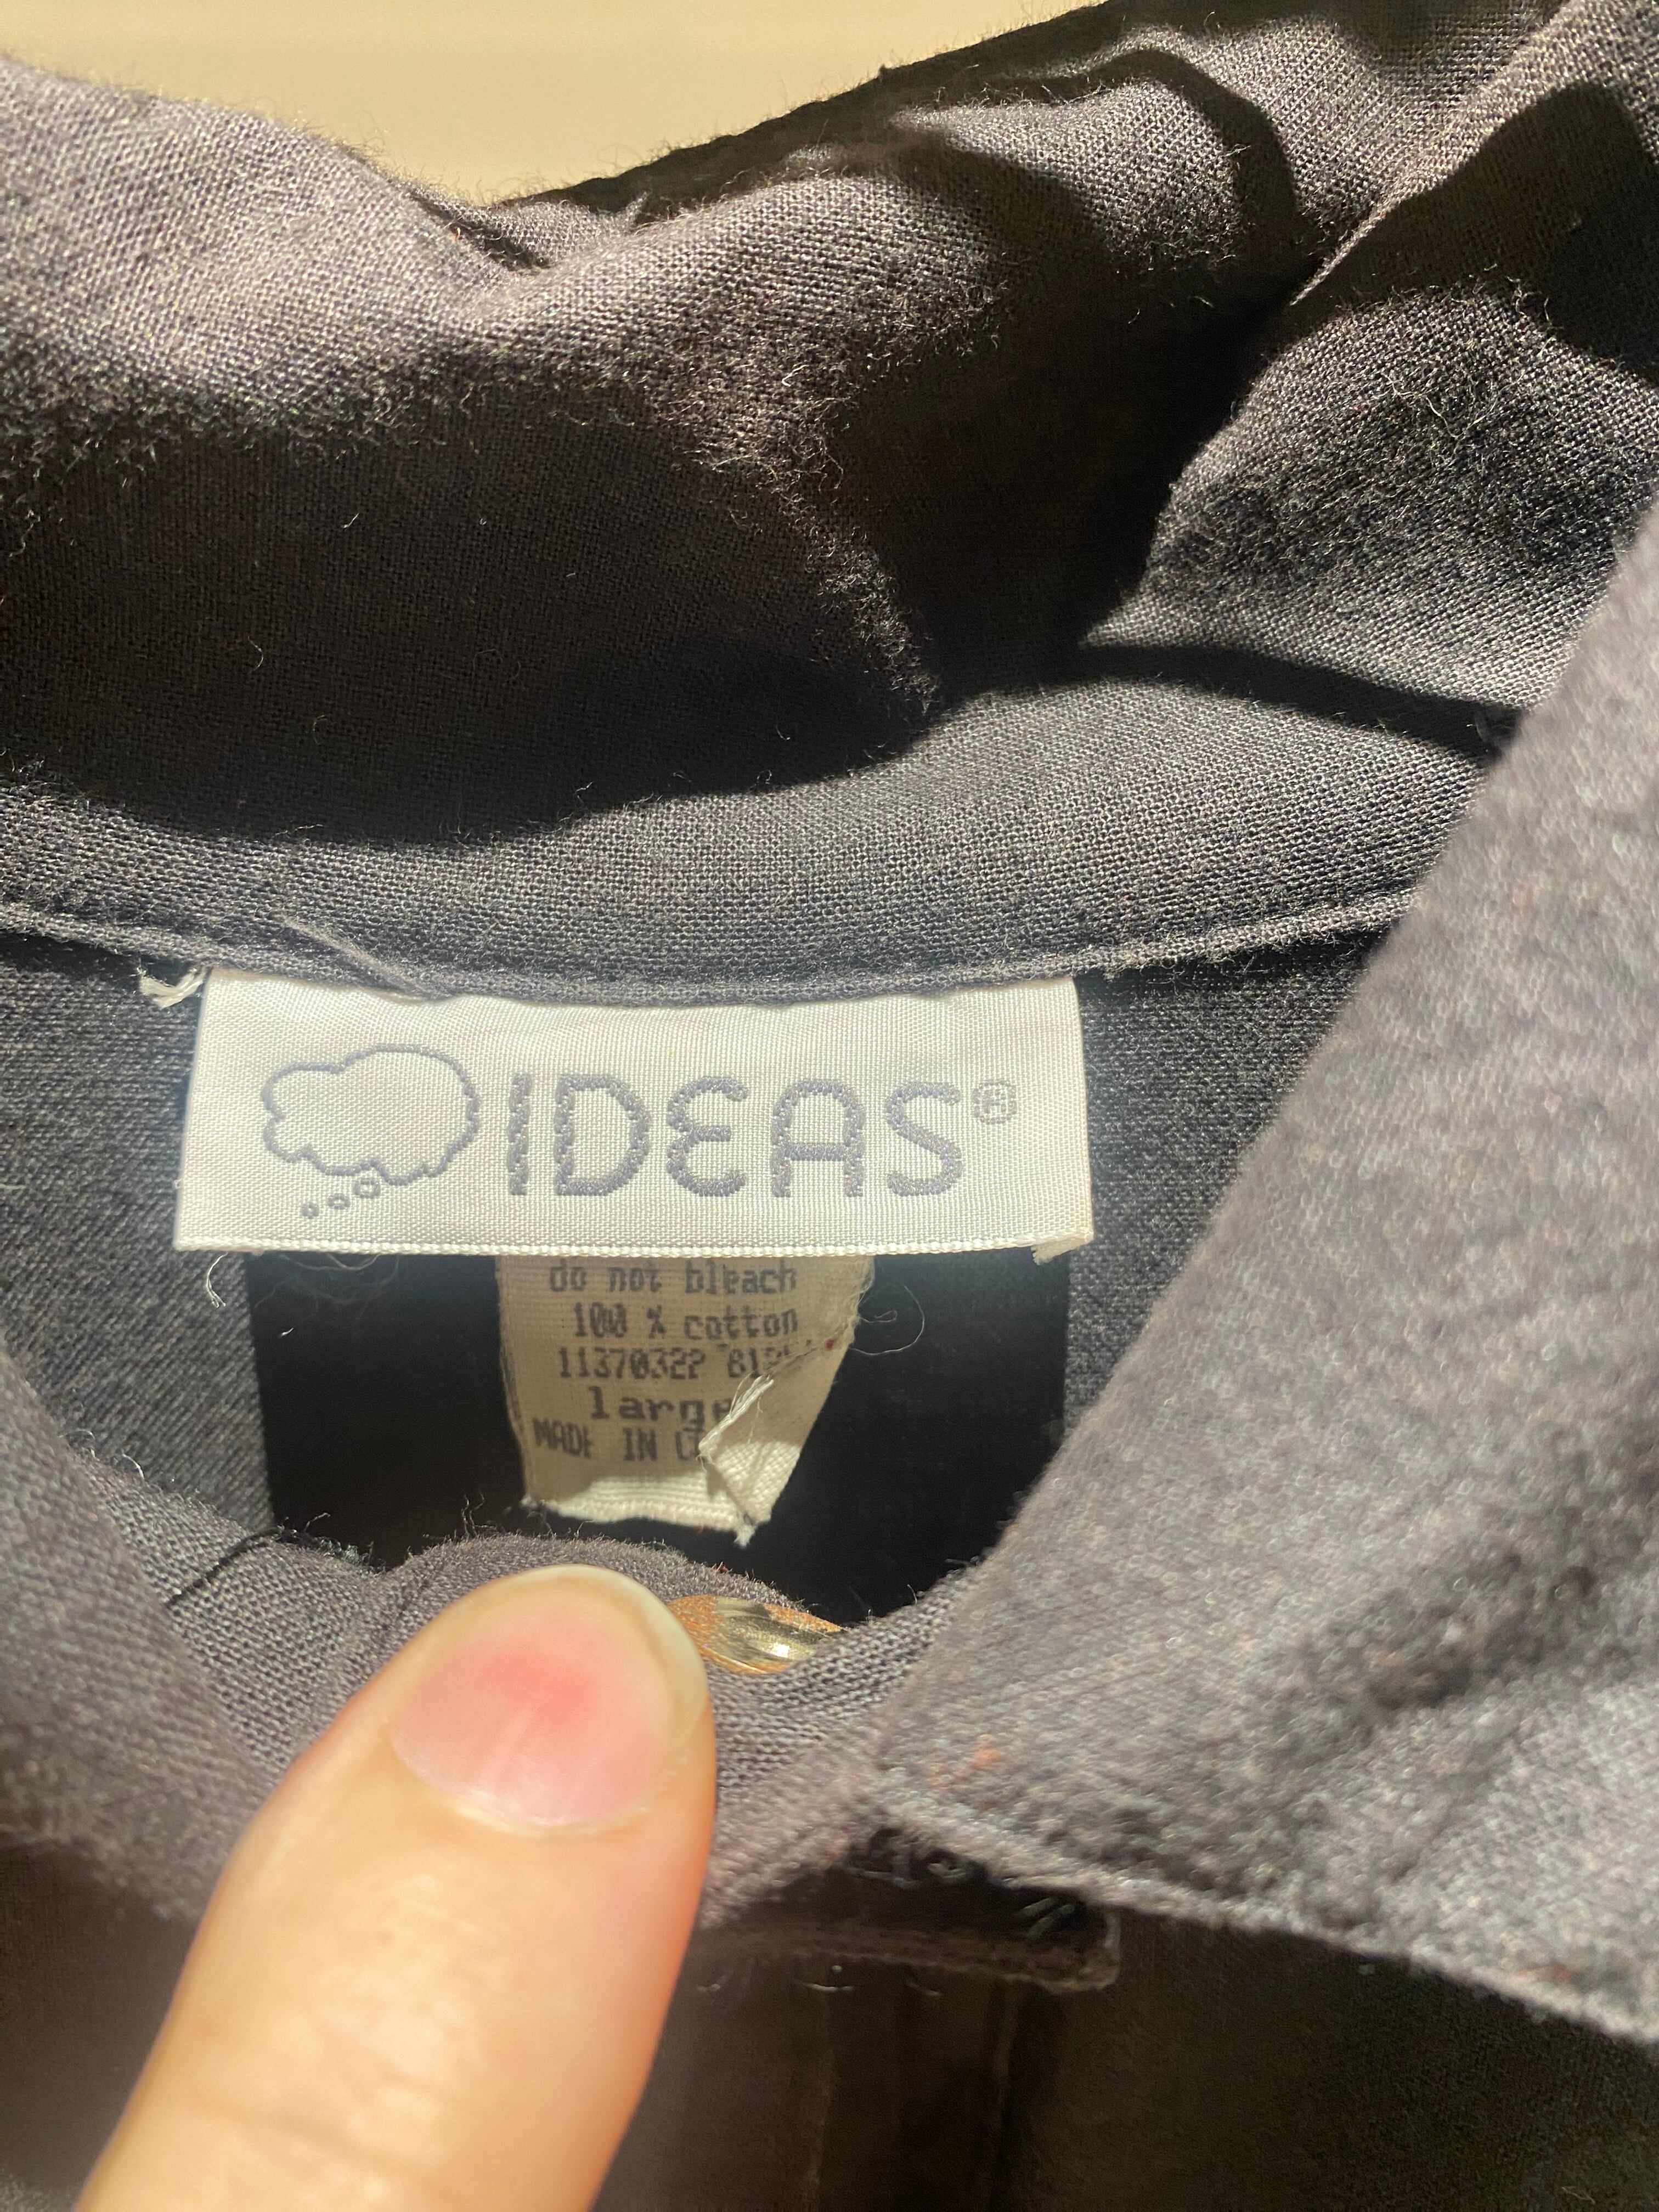 IDEAS®
do not bleach
100 % cotton
11370322
large
MADE IN